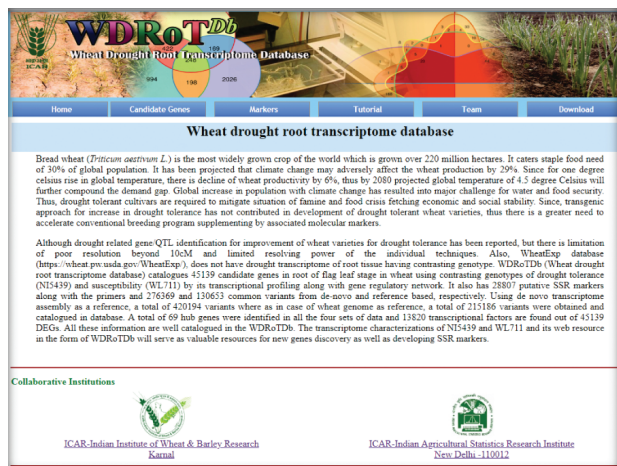 WDRoTDb
Wheat Drought Root Transcriptome Database
ICAR
422
169
248
994
198
2026
Home Candidate Genes Markers Tutorial Team Download
Wheat drought root transcriptome database
Bread wheat (Triticum aestivum L.) is the most widely grown crop of the world which is grown over 220 million hectares. It caters staple food need
of 30% of global population. It has been projected that climate change may adversely affect the wheat production by 29%. Since for one degree
celsius rise in global temperature, there is decline of wheat productivity by 6%, thus by 2080 projected global temperature of 4.5 degree Celsius will
further compound the demand gap. Global increase in population with climate change has resulted into major challenge for water and food security.
Thus, drought tolerant cultivars are required to mitigate situation of famine and food crisis fetching economic and social stability. Since, transgenic
approach for increase in drought tolerance has not contributed in development of drought tolerant wheat varieties, thus there is a greater need to
accelerate conventional breeding program supplementing by associated molecular markers.
Although drought related gene/QTL identification for improvement of wheat varieties for drought tolerance has been reported, but there is limitation
of poor resolution beyond 10cM and limited resolving power of the individual techniques. Also, WheatExp database
(https://wheat.pw.usda.gov/WheatExp/), does not have drought transcriptome of root tissue having contrasting genotype. WDRoTDb (Wheat drought
root transcriptome database) catalogues 45139 candidate genes in root of flag leaf stage in wheat using contrasting genotypes of drought tolerance
(NI5439) and susceptibility (WL711) by its transcriptional profiling along with gene regulatory network. It also has 28807 putative SSR markers
along with the primers and 276369 and 130653 common variants from de-novo and reference based, respectively. Using de novo transcriptome
assembly as a reference, a total of 420194 variants where as in case of wheat genome as reference, a total of 215186 variants were obtained and
catalogued in database. A total of 69 hub genes were identified in all the four sets of data and 13820 transcriptional factors are found out of 45139
DEGs. All these information are well catalogued in the WDRoTDb. The transcriptome characterizations of NI5439 and WL711 and its web resource
in the form of WDRoTDb will serve as valuable resources for new genes discovery as well as developing SSR markers.
Collaborative Institutions
ICAR-Indian Institute of Wheat & Barley Research
Karnal
ICAR-Indian Agricultural Statistics Research Institute
New Delhi -110012